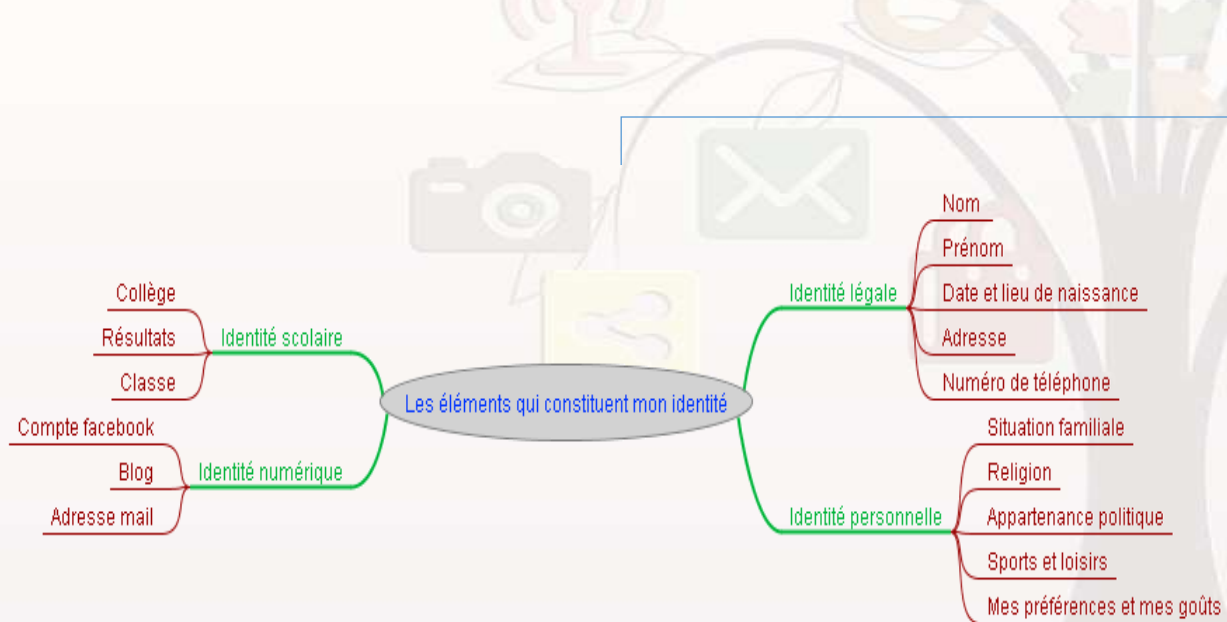 Les éléments qui constituent mon identité
Identité légale
Nom
Prénom
Date et lieu de naissance
Adresse
Numéro de téléphone
Identité personnelle
Situation familiale
Religion
Appartenance politique
Sports et loisirs
Mes préférences et mes goûts
Identité scolaire
Collège
Résultats
Classe
Identité numérique
Compte facebook
Blog
Adresse mail